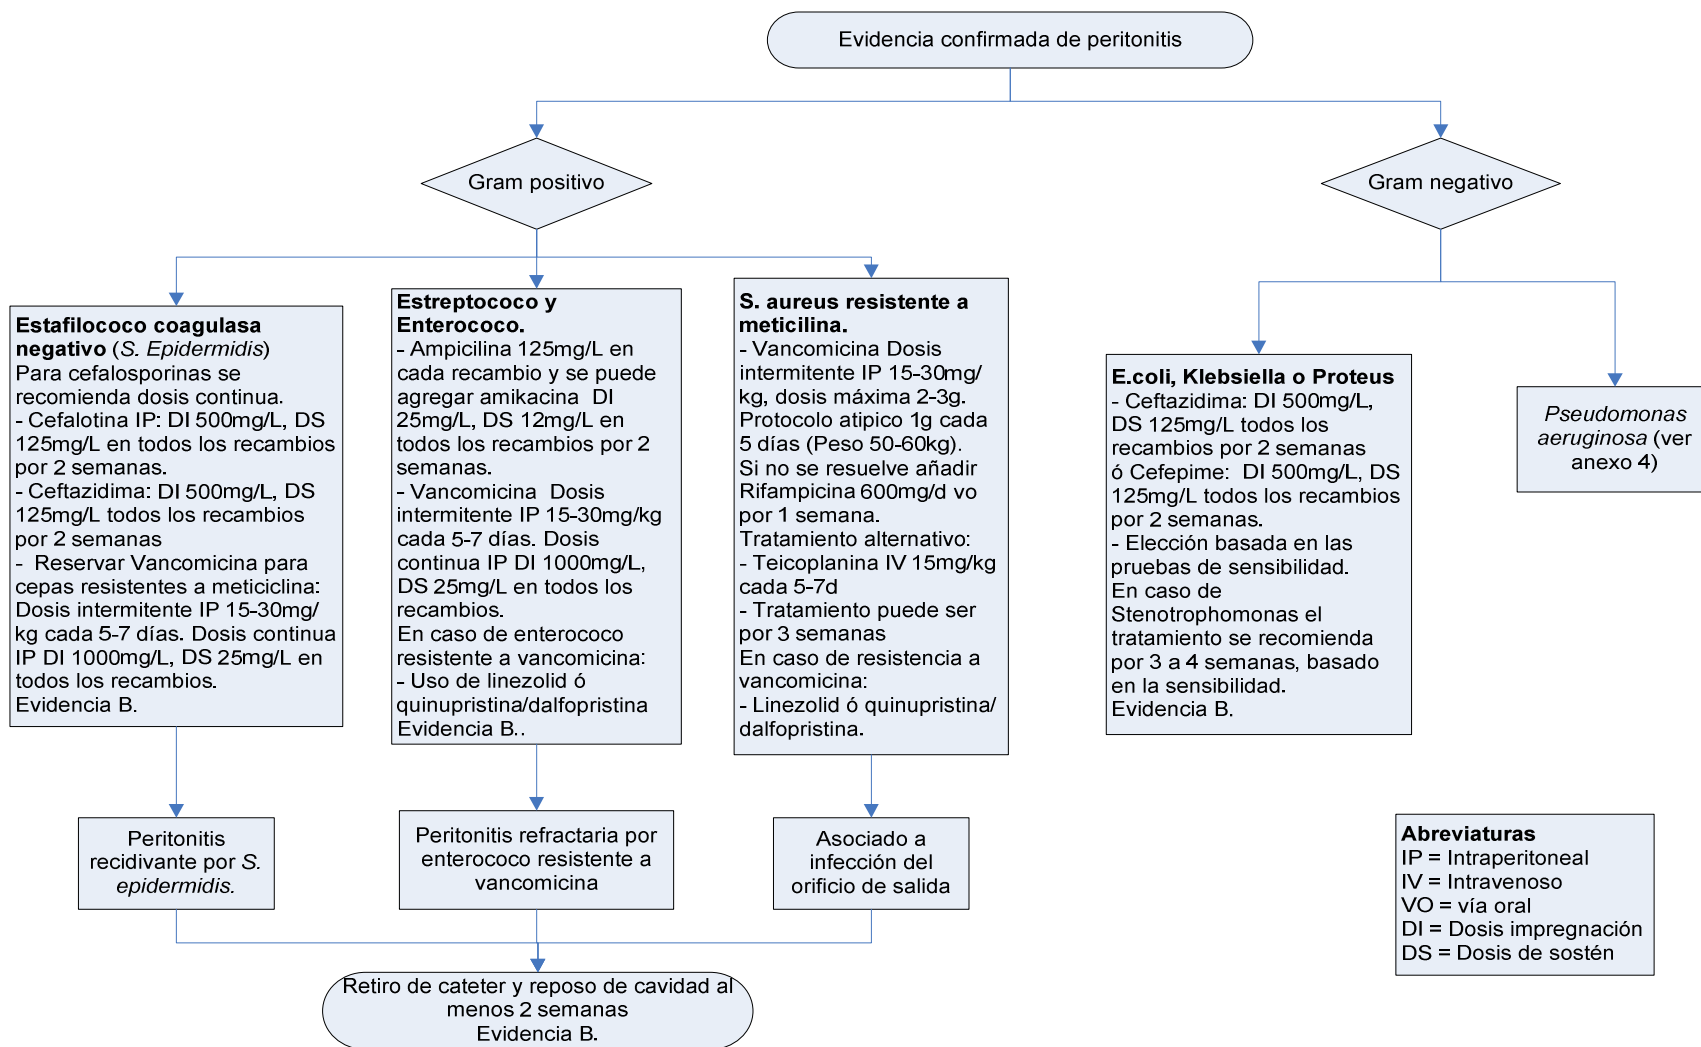 Evidencia confirmada de peritonitis
Gram positivo
Gram negativo
Estafilococo coagulasa
negativo (S. Epidermidis)
Para cefalosporinas se
recomienda dosis continua.
- Cefalotina IP: DI 500mg/L, DS
125mg/L en todos los recambios
por 2 semanas.
- Ceftazidima: DI 500mg/L, DS
125mg/L todos los recambios
por 2 semanas
- Reservar Vancomicina para
cepas resistentes a meticiclina:
Dosis intermitente IP 15-30mg/
kg cada 5-7 días. Dosis continua
IP DI 1000mg/L, DS 25mg/L en
todos los recambios.
Evidencia B.
Estreptococo y
Enterococo.
- Ampicilina 125mg/L en
cada recambio y se puede
agregar amikacina DI
25mg/L, DS 12mg/L en
todos los recambios por 2
semanas.
- Vancomicina Dosis
intermitente IP 15-30mg/kg
cada 5-7 días. Dosis
continua IP DI 1000mg/L,
DS 25mg/L en todos los
recambios.
En caso de enterococo
resistente a vancomicina:
- Uso de linezolid ó
quinupristina/dalfopristina
Evidencia B..
S. aureus resistente a
meticilina.
- Vancomicina Dosis
intermitente IP 15-30mg/
kg, dosis máxima 2-3g.
Protocolo atipico 1g cada
5 días (Peso 50-60kg).
Si no se resuelve añadir
Rifampicina 600mg/d vo
por 1 semana.
Tratamiento alternativo:
- Teicoplanina IV 15mg/kg
cada 5-7d
- Tratamiento puede ser
por 3 semanas
En caso de resistencia a
vancomicina:
- Linezolid ó quinupristina/
dalfopristina.
E.coli, Klebsiella o Proteus
- Ceftazidima: DI 500mg/L,
DS 125mg/L todos los
recambios por 2 semanas
ó Cefepime: DI 500mg/L, DS
125mg/L todos los recambios
por 2 semanas.
- Elección basada en las
pruebas de sensibilidad.
En caso de
Stenotrophomonas el
tratamiento se recomienda
por 3 a 4 semanas, basado
en la sensibilidad.
Evidencia B.
Pseudomonas
aeruginosa (ver
anexo 4)
Peritonitis
recidivante por S.
epidermidis.
Peritonitis refractaria por
enterococo resistente a
vancomicina
Asociado a
infección del
orificio de salida
Retiro de cateter y reposo de cavidad al
menos 2 semanas
Evidencia B.
Abreviaturas
IP = Intraperitoneal
IV = Intravenoso
VO = vía oral
DI = Dosis impregnación
DS = Dosis de sostén